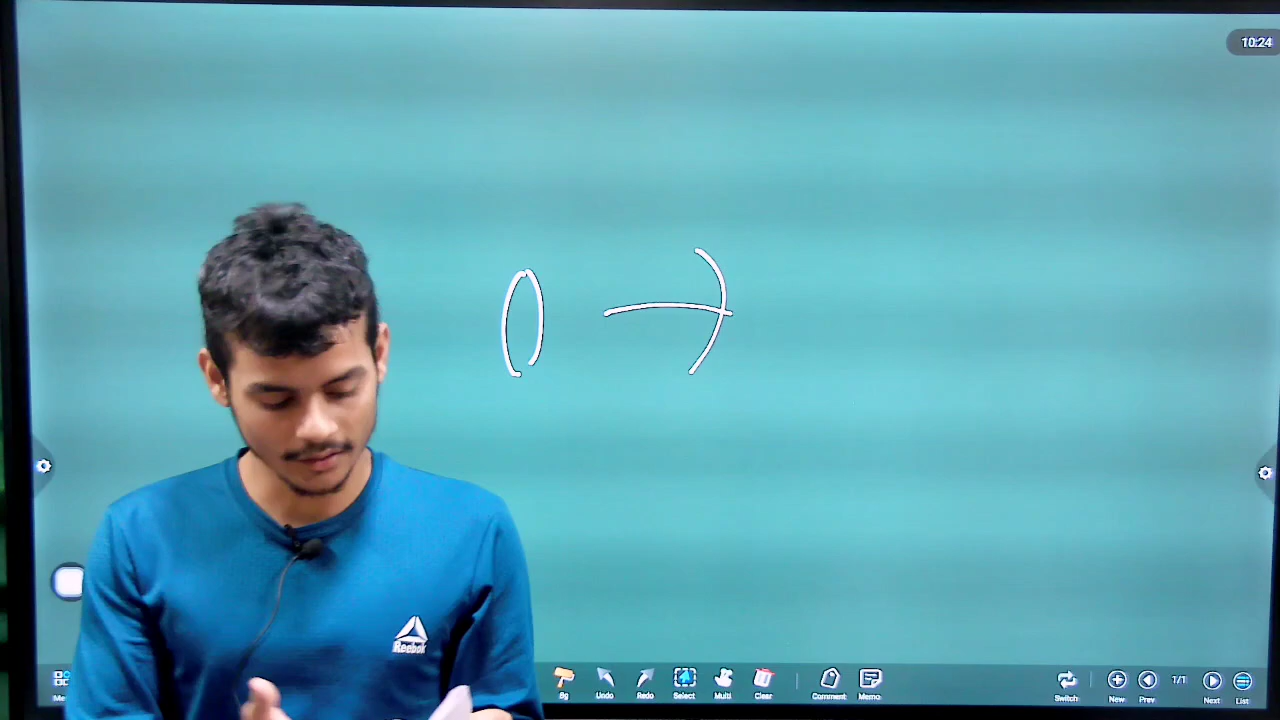 10:24
0 →
Reebok
Bg Undo Redo Select Multi Clear Comment Memo Switch New Prev 1/1 Next List